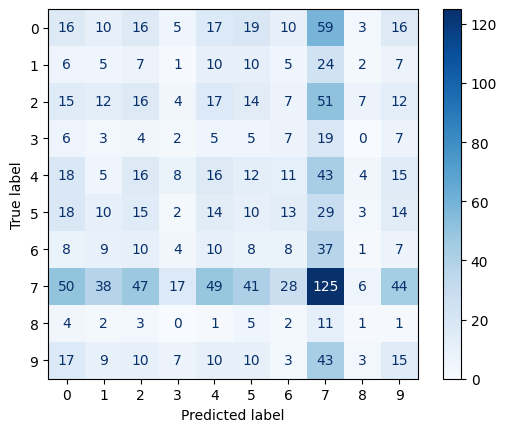 0 16 10 16 5 17 19 10 59 3 16 120
1 6 5 7 1 10 10 5 24 2 7 100
2 15 12 16 4 17 14 7 51 7 12
3 6 3 4 2 5 5 7 19 0 7 80
4 18 5 16 8 16 12 11 43 4 15
True label
5 18 10 15 2 14 10 13 29 3 14 60
6 8 9 10 4 10 8 8 37 1 7 40
7 50 38 47 17 49 41 28 125 6 44
8 4 2 3 0 1 5 2 11 1 1 20
9 17 9 10 7 10 10 3 43 3 15
0
0 1 2 3 4 5 6 7 8 9
Predicted label